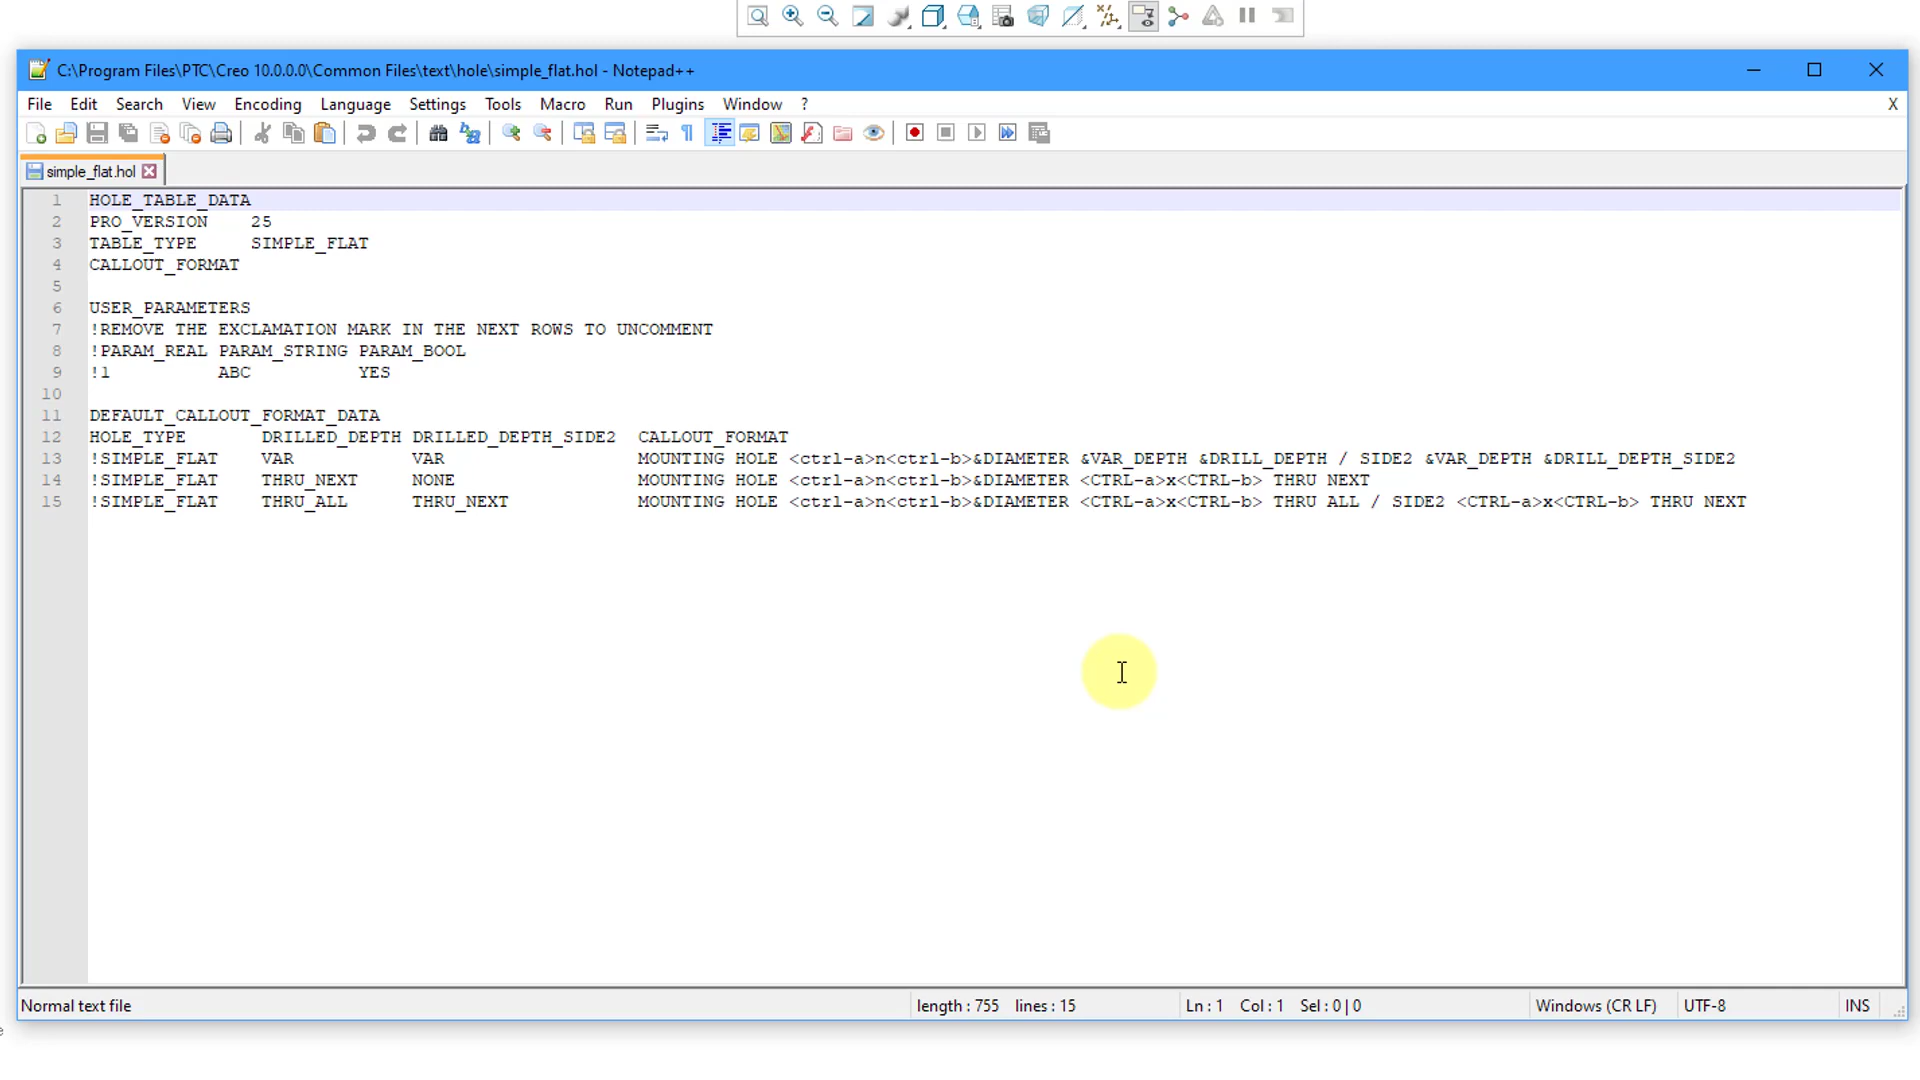 C:\Program Files\PTC\Creo 10.0.0.0\Common Files\text\hole\simple_flat.hol - Notepad++
File Edit Search View Encoding Language Settings Tools Macro Run Plugins Window ? X
simple_flat.hol
1 HOLE_TABLE_DATA
2 PRO_VERSION 25
3 TABLE_TYPE SIMPLE_FLAT
4 CALLOUT_FORMAT
5
6 USER_PARAMETERS
7 !REMOVE THE EXCLAMATION MARK IN THE NEXT ROWS TO UNCOMMENT
8 !PARAM_REAL PARAM_STRING PARAM_BOOL
9 !1 ABC YES
10
11 DEFAULT_CALLOUT_FORMAT_DATA
12 HOLE_TYPE DRILLED_DEPTH DRILLED_DEPTH_SIDE2 CALLOUT_FORMAT
13 !SIMPLE_FLAT VAR VAR MOUNTING HOLE <ctrl-a>n<ctrl-b>&DIAMETER &VAR_DEPTH &DRILL_DEPTH / SIDE2 &VAR_DEPTH &DRILL_DEPTH_SIDE2
14 !SIMPLE_FLAT THRU_NEXT NONE MOUNTING HOLE <ctrl-a>n<ctrl-b>&DIAMETER <CTRL-a>x<CTRL-b> THRU NEXT
15 !SIMPLE_FLAT THRU_ALL THRU_NEXT MOUNTING HOLE <ctrl-a>n<ctrl-b>&DIAMETER <CTRL-a>x<CTRL-b> THRU ALL / SIDE2 <CTRL-a>x<CTRL-b> THRU NEXT
Normal text file length : 755 lines : 15 Ln : 1 Col : 1 Sel : 0 | 0 Windows (CR LF) UTF-8 INS